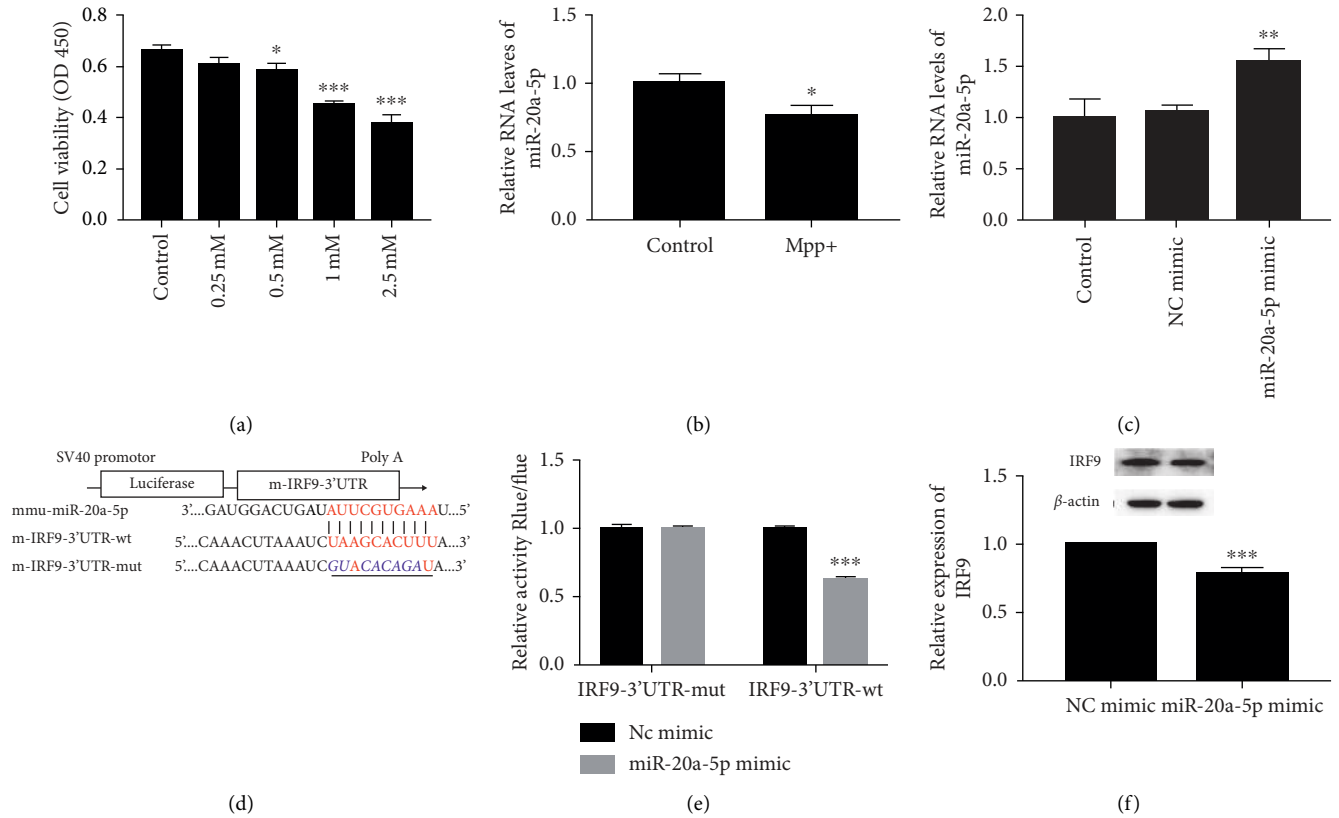 0.8
0.6
0.4
0.4
0.0
Cell viability (OD 450)
*
***
***
Control
0.25 mM
0.5 mM
1 mM
2.5 mM
(a)
1.5
1.0
0.5
0.0
Relative RNA leaves of
miR-20a-5p
*
Control
Mpp+
(b)
2.0
1.5
1.0
0.5
0.0
Relative RNA levels of
miR-20a-5p
**
Control
NC mimic
miR-20a-5p mimic
(c)
SV40 promotor
Poly A
Luciferase
m-IRF9-3'UTR
mmu-miR-20a-5p 3'....GAUGGACUGAUAUUCGUGAAAU...5'
m-IRF9-3'UTR-wt 5'....CAAACUTAAAUCUAAGCACUUUA...3'
m-IRF9-3'UTR-mut 5'....CAAACUTAAAUCGUACACAGAUA...3'
(d)
1.5
1.0
0.5
0.0
Relative activity Rlue/flue
***
IRF9-3'UTR-mut
IRF9-3'UTR-wt
Nc mimic
miR-20a-5p mimic
(e)
IRF9
β-actin
1.5
1.0
0.5
0.0
Relative expression of
IRF9
***
NC mimic
miR-20a-5p mimic
(f)